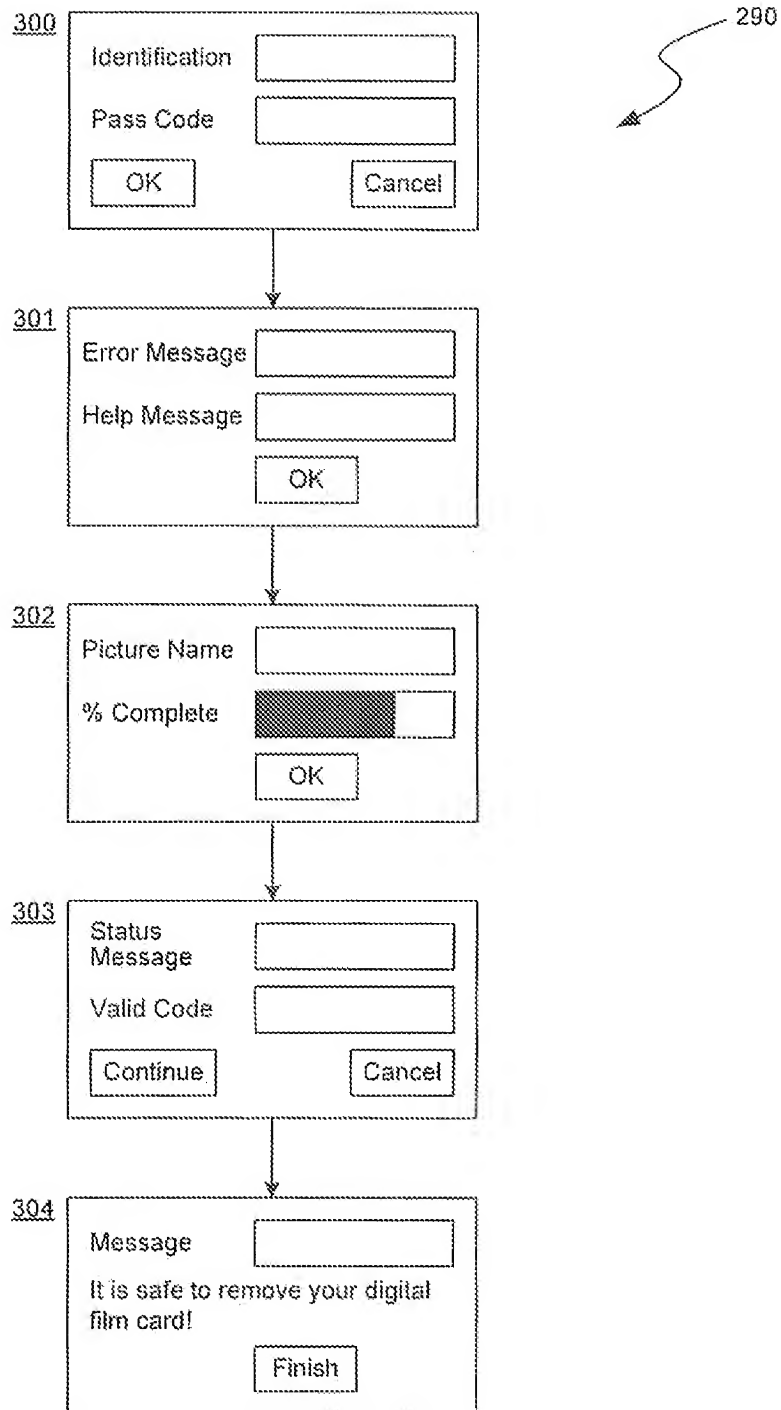 290
300
Identification
Pass Code
OK Cancel
301
Error Message
Help Message
OK
302
Picture Name
% Complete
OK
303
Status
Message
Valid Code
Continue Cancel
304
Message
It is safe to remove your digital
film card!
Finish